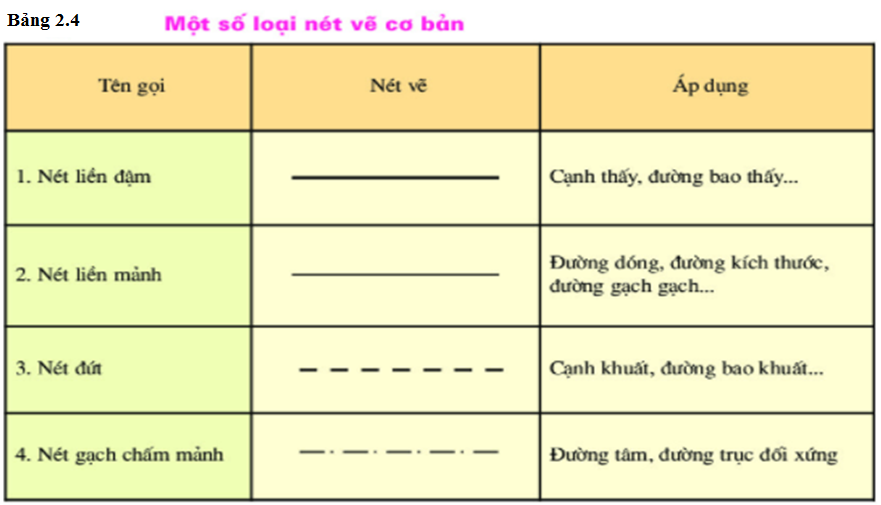 Bảng 2.4
Một số loại nét vẽ cơ bản
Tên gọi
Nét vẽ
Áp dụng
1. Nét liền đậm
Cạnh thấy, đường bao thấy...
2. Nét liền mảnh
Đường dóng, đường kích thước,
đường gạch gạch...
3. Nét đứt
Cạnh khuất, đường bao khuất...
4. Nét gạch chấm mảnh
Đường tâm, đường trục đối xứng